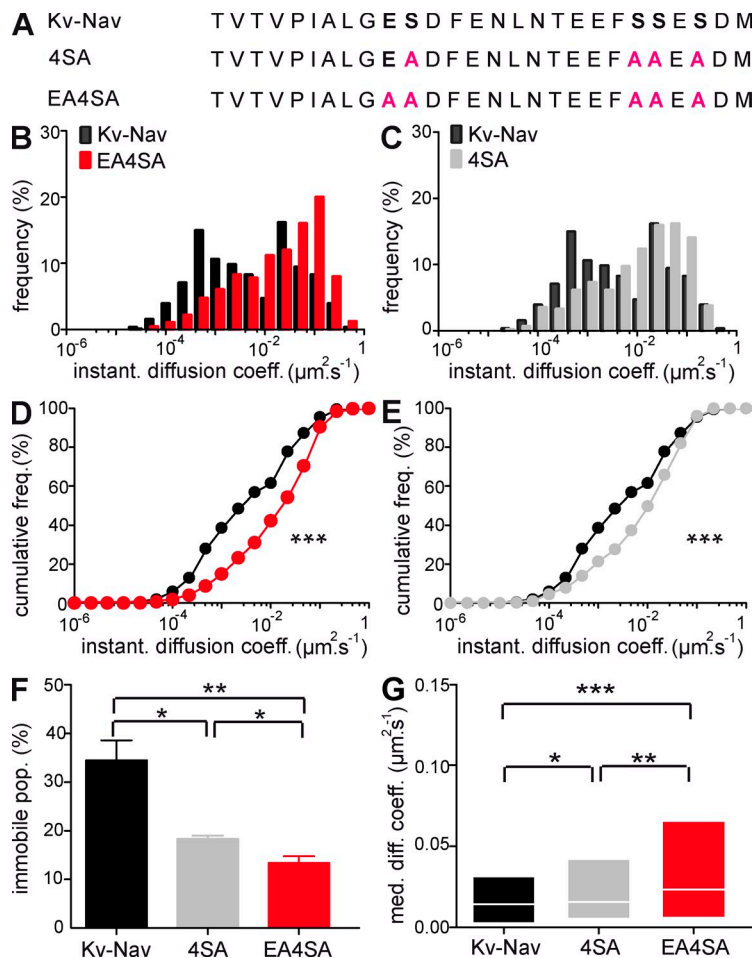 A
Kv-Nav TVTVPIALGESDFENLNTEEFSSESDM
4SA TVTVPIALGEADFENLNTEEFAAEADM
EA4SA TVTVPIALGAADFENLNTEEFAAEADM
B
Kv-Nav
EA4SA
frequency (%)
30
20
10
0
10-6 10-4 10-2 1
instant. diffusion coeff. (µm2.s-1)
C
Kv-Nav
4SA
frequency (%)
30
20
10
0
10-6 10-4 10-2 1
instant. diffusion coeff. (µm2.s-1)
D
cumulative freq.(%)
100
80
60
40
20
0
***
10-6 10-4 10-2 1
instant. diffusion coeff. (µm2.s-1)
E
cumulative freq. (%)
100
80
60
40
20
0
***
10-6 10-4 10-2 1
instant. diffusion coeff. (µm2.s-1)
F
immobile pop. (%)
50
40
30
20
10
0
**
* *
Kv-Nav 4SA EA4SA
G
med. diff. coeff. (µm2.s-1)
0.15
0.10
0.05
0.00
***
* **
Kv-Nav 4SA EA4SA